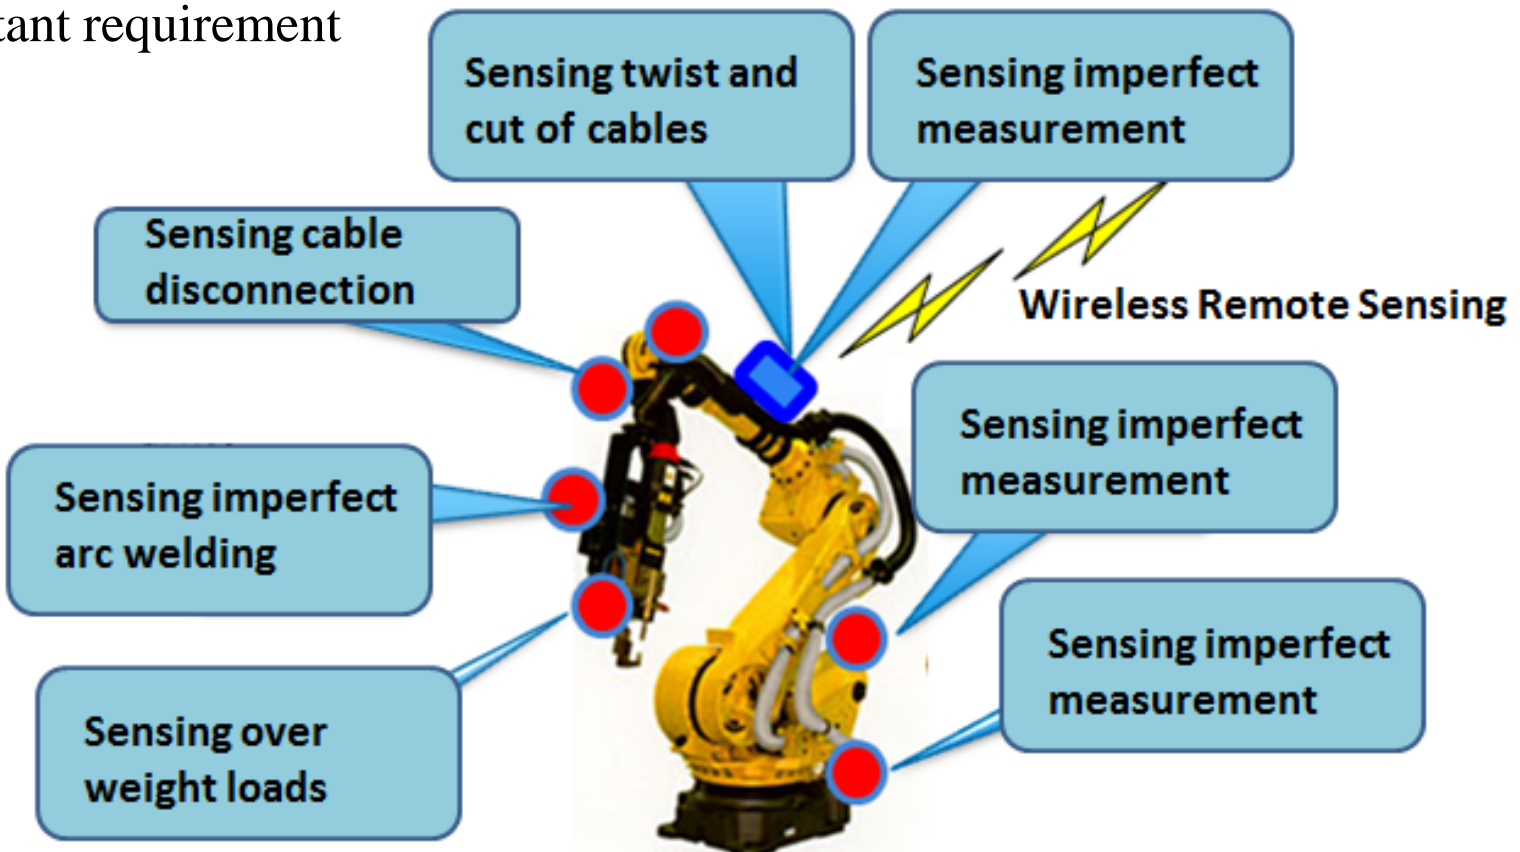 tant requirement
Sensing twist and
cut of cables
Sensing imperfect
measurement
Sensing cable
disconnection
Wireless Remote Sensing
Sensing imperfect
measurement
Sensing imperfect
arc welding
Sensing imperfect
measurement
Sensing over
weight loads